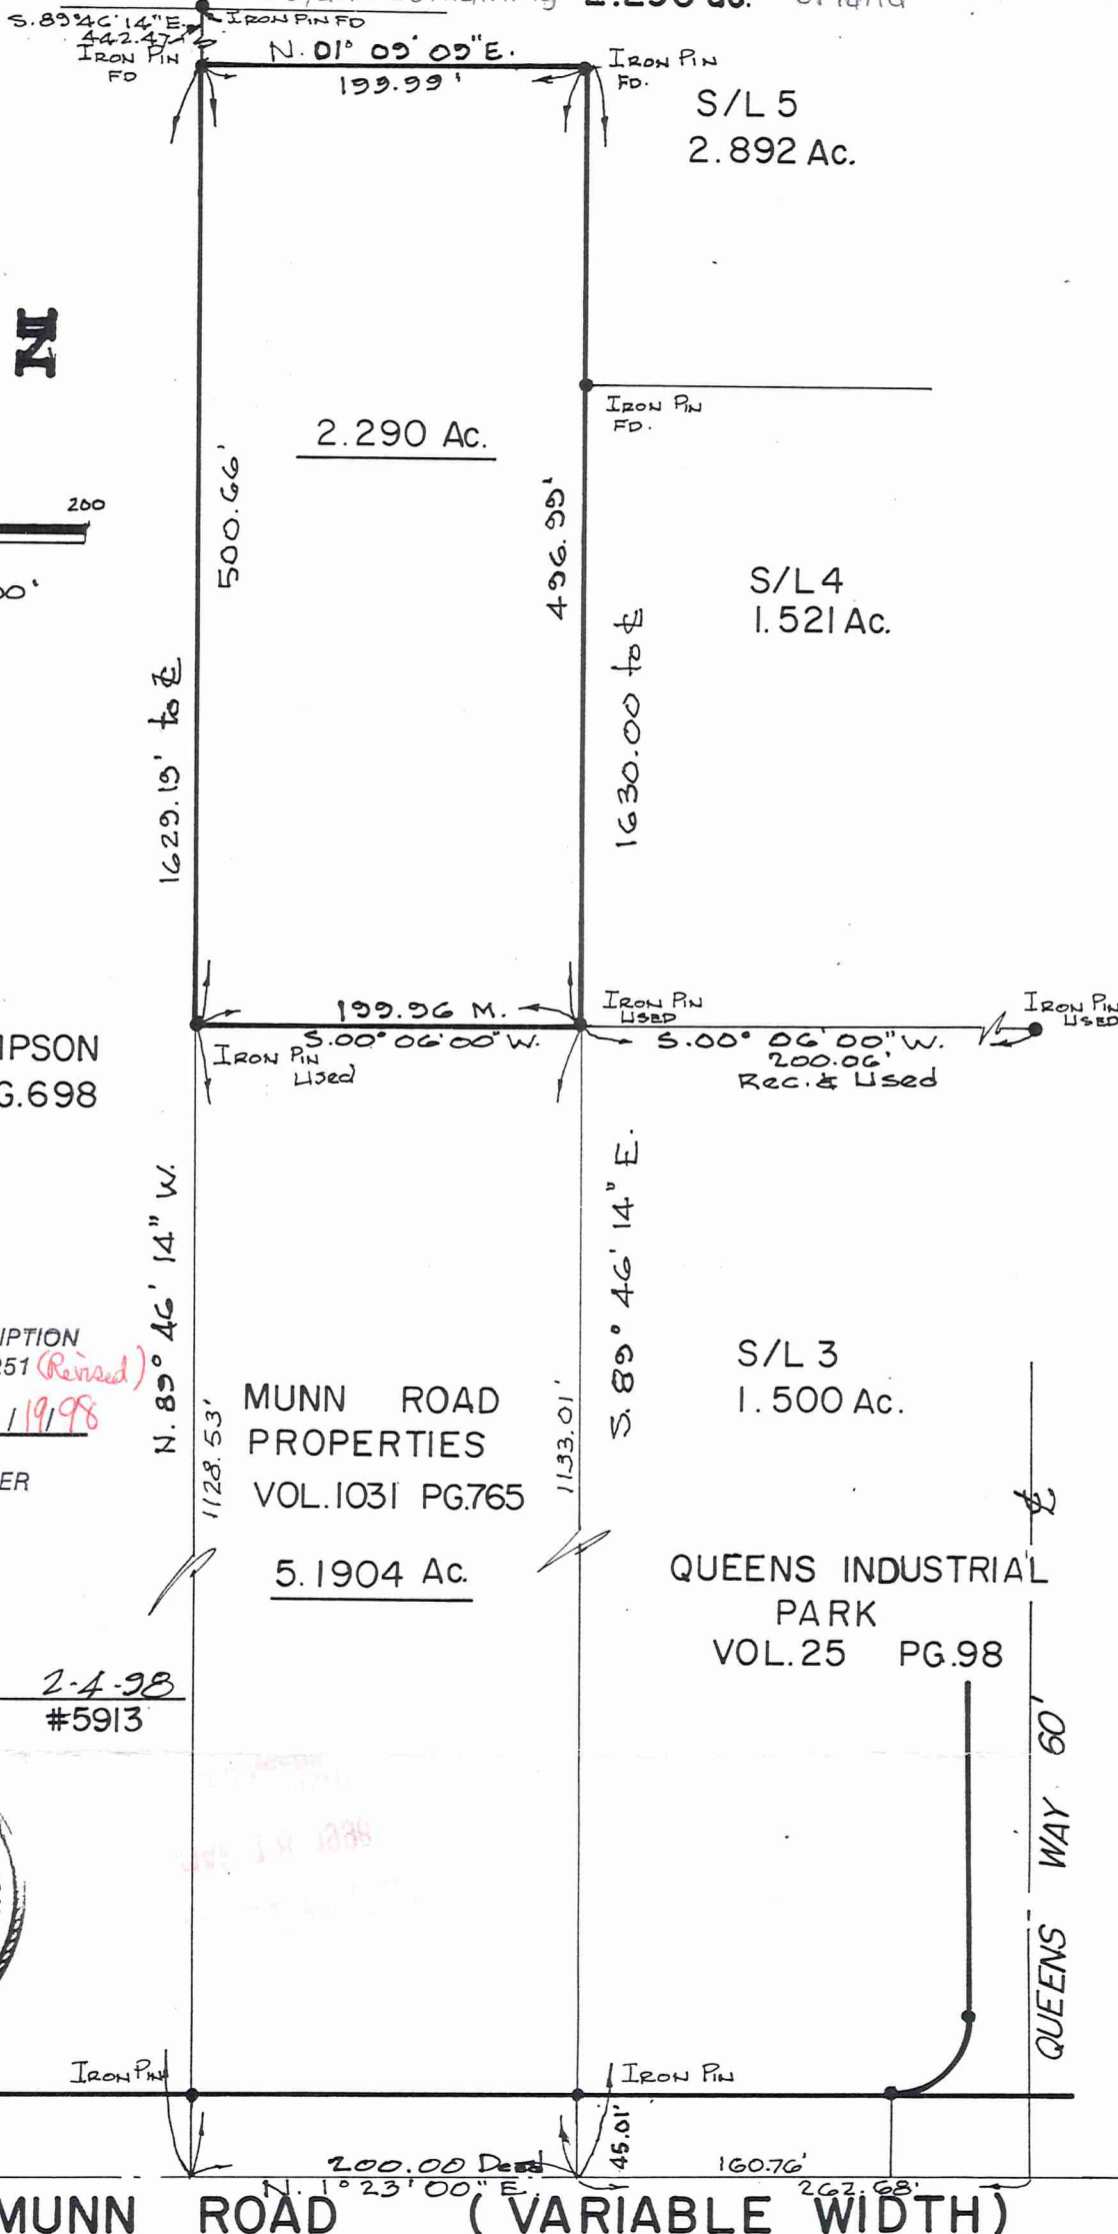 2.290 ac.
S.89°46'14"E.
442.47'
IRON PIN FD
IRON PIN
FD
N. 01° 09' 09" E.
199.99'
IRON PIN
FD.
S/L 5
2.892 Ac.
N
IRON PIN
FD.
2.290 Ac.
500.66'
496.99'
200
00'
S/L 4
1.521 Ac.
1629.19' to ℄
1630.00 to ℄
199.96 M.
S.00° 06' 00" W.
IRON PIN
Used
IRON PIN
USED
S.00° 06' 00" W.
200.06'
Rec. & Used
IRON PIN
USED
IPSON
G.698
N. 89° 46' 14" W.
S. 89° 46' 14" E.
IPTION
251 (Revised)
/19/98
ER
1128.53'
1133.01'
MUNN ROAD
PROPERTIES
VOL.1031 PG.765
5.1904 Ac.
S/L 3
1.500 Ac.
℄
QUEENS INDUSTRIAL
PARK
VOL.25 PG.98
2-4-98
#5913
QUEENS WAY 60'
IRON PIN
IRON PIN
45.01'
200.00 Deed
N. 1° 23' 00" E.
160.76'
262.68'
MUNN ROAD (VARIABLE WIDTH)